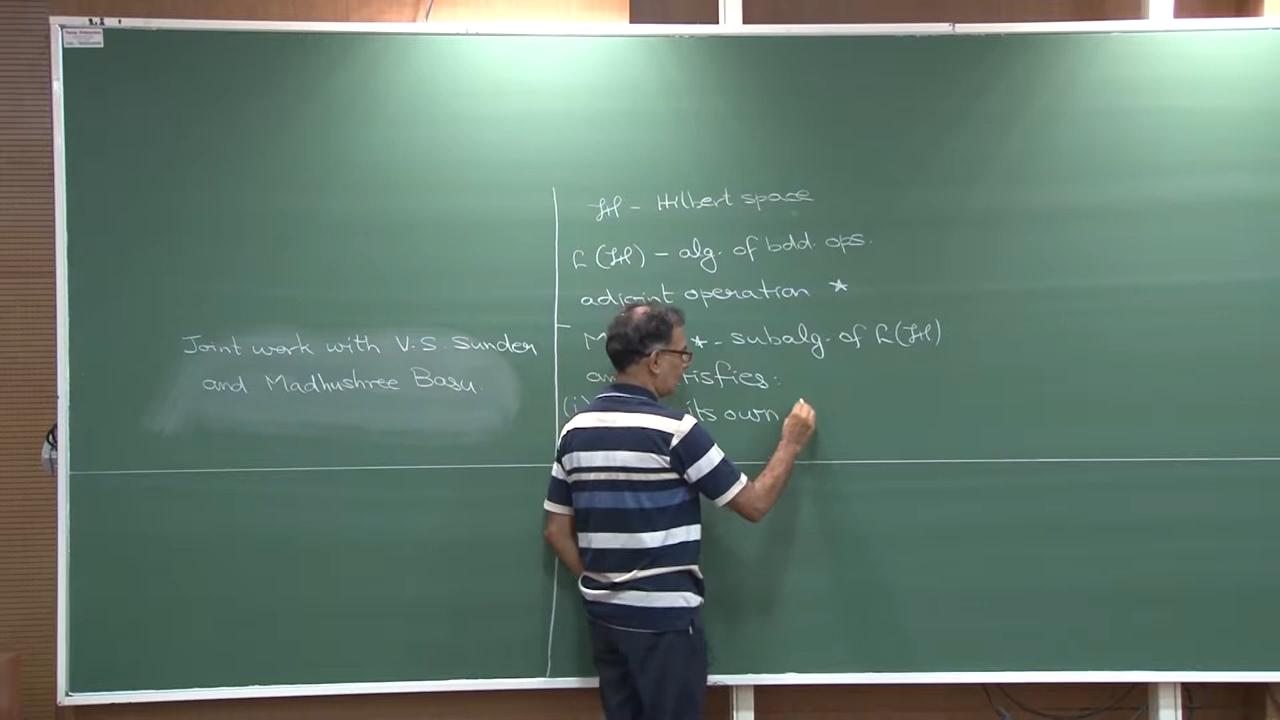 Joint work with V.S. Sunder
and Madhushree Basu.
H - Hilbert space
L(H) - alg. of bdd. ops.
adjoint operation *
M *- subalg. of L(H)
satisfies:
(i) its own